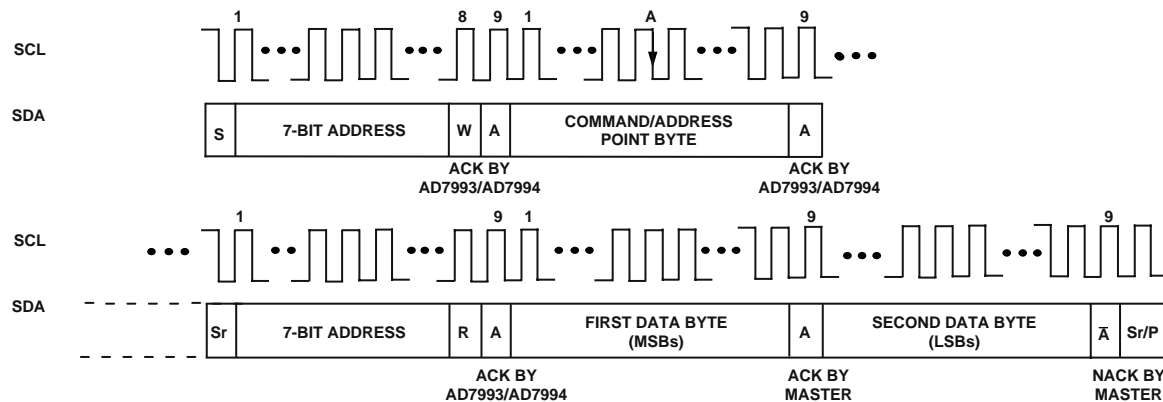 1 8 9 1 A 9
SCL
SDA
S 7-BIT ADDRESS W A COMMAND/ADDRESS
POINT BYTE A
ACK BY
AD7993/AD7994
ACK BY
AD7993/AD7994
1 9 1 9 9
SCL
SDA
Sr 7-BIT ADDRESS R A FIRST DATA BYTE
(MSBs) A SECOND DATA BYTE
(LSBs) A̅ Sr/P
ACK BY
AD7993/AD7994
ACK BY
MASTER
NACK BY
MASTER